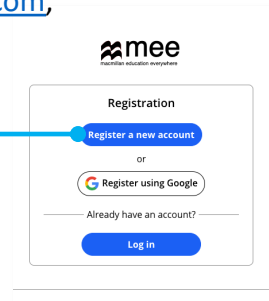 com,
mee
macmillan education everywhere
Registration
Register a new account
or
Register using Google
Already have an account?
Log in